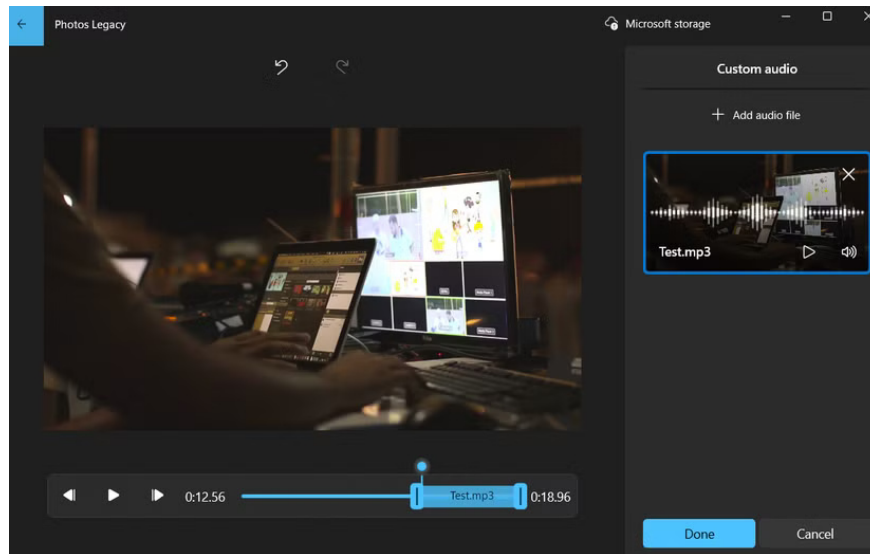 Photos Legacy
Microsoft storage
Custom audio
Add audio file
Test.mp3
0:12.56
Test.mp3
0:18.96
Done
Cancel